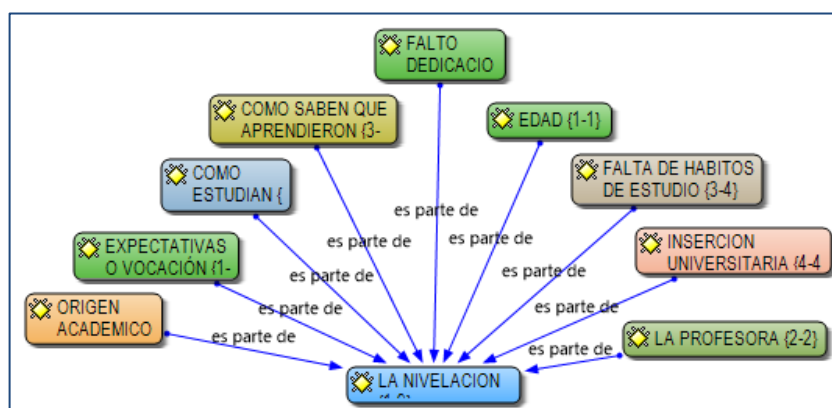 FALTO
DEDICACIO
COMO SABEN QUE
APRENDIERON {3-
EDAD {1-1}
COMO
ESTUDIAN {
FALTA DE HABITOS
DE ESTUDIO {3-4}
EXPECTATIVAS
O VOCACIÓN {1-
INSERCION
UNIVERSITARIA {4-4
ORIGEN
ACADEMICO
LA PROFESORA {2-2}
es parte de
es parte de
es parte de
es parte de
es parte de
es parte de
es parte de
es parte de
es parte de
LA NIVELACION